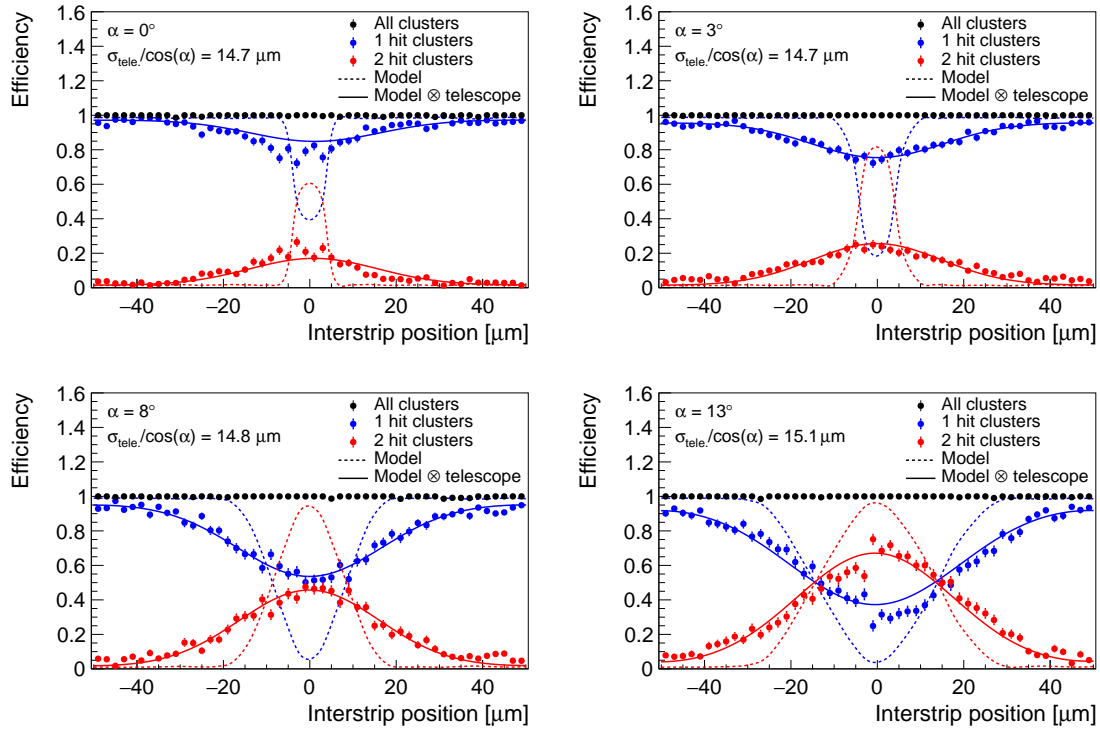 Efficiency
1.6
1.4
1.2
1
0.8
0.6
0.4
0.2
0
α = 0°
σtele./cos(α) = 14.7 μm
All clusters
1 hit clusters
2 hit clusters
Model
Model ⊗ telescope
−40 −20 0 20 40
Interstrip position [μm]
Efficiency
1.6
1.4
1.2
1
0.8
0.6
0.4
0.2
0
α = 3°
σtele./cos(α) = 14.7 μm
All clusters
1 hit clusters
2 hit clusters
Model
Model ⊗ telescope
−40 −20 0 20 40
Interstrip position [μm]
Efficiency
1.6
1.4
1.2
1
0.8
0.6
0.4
0.2
0
α = 8°
σtele./cos(α) = 14.8 μm
All clusters
1 hit clusters
2 hit clusters
Model
Model ⊗ telescope
−40 −20 0 20 40
Interstrip position [μm]
Efficiency
1.6
1.4
1.2
1
0.8
0.6
0.4
0.2
0
α = 13°
σtele./cos(α) = 15.1 μm
All clusters
1 hit clusters
2 hit clusters
Model
Model ⊗ telescope
−40 −20 0 20 40
Interstrip position [μm]